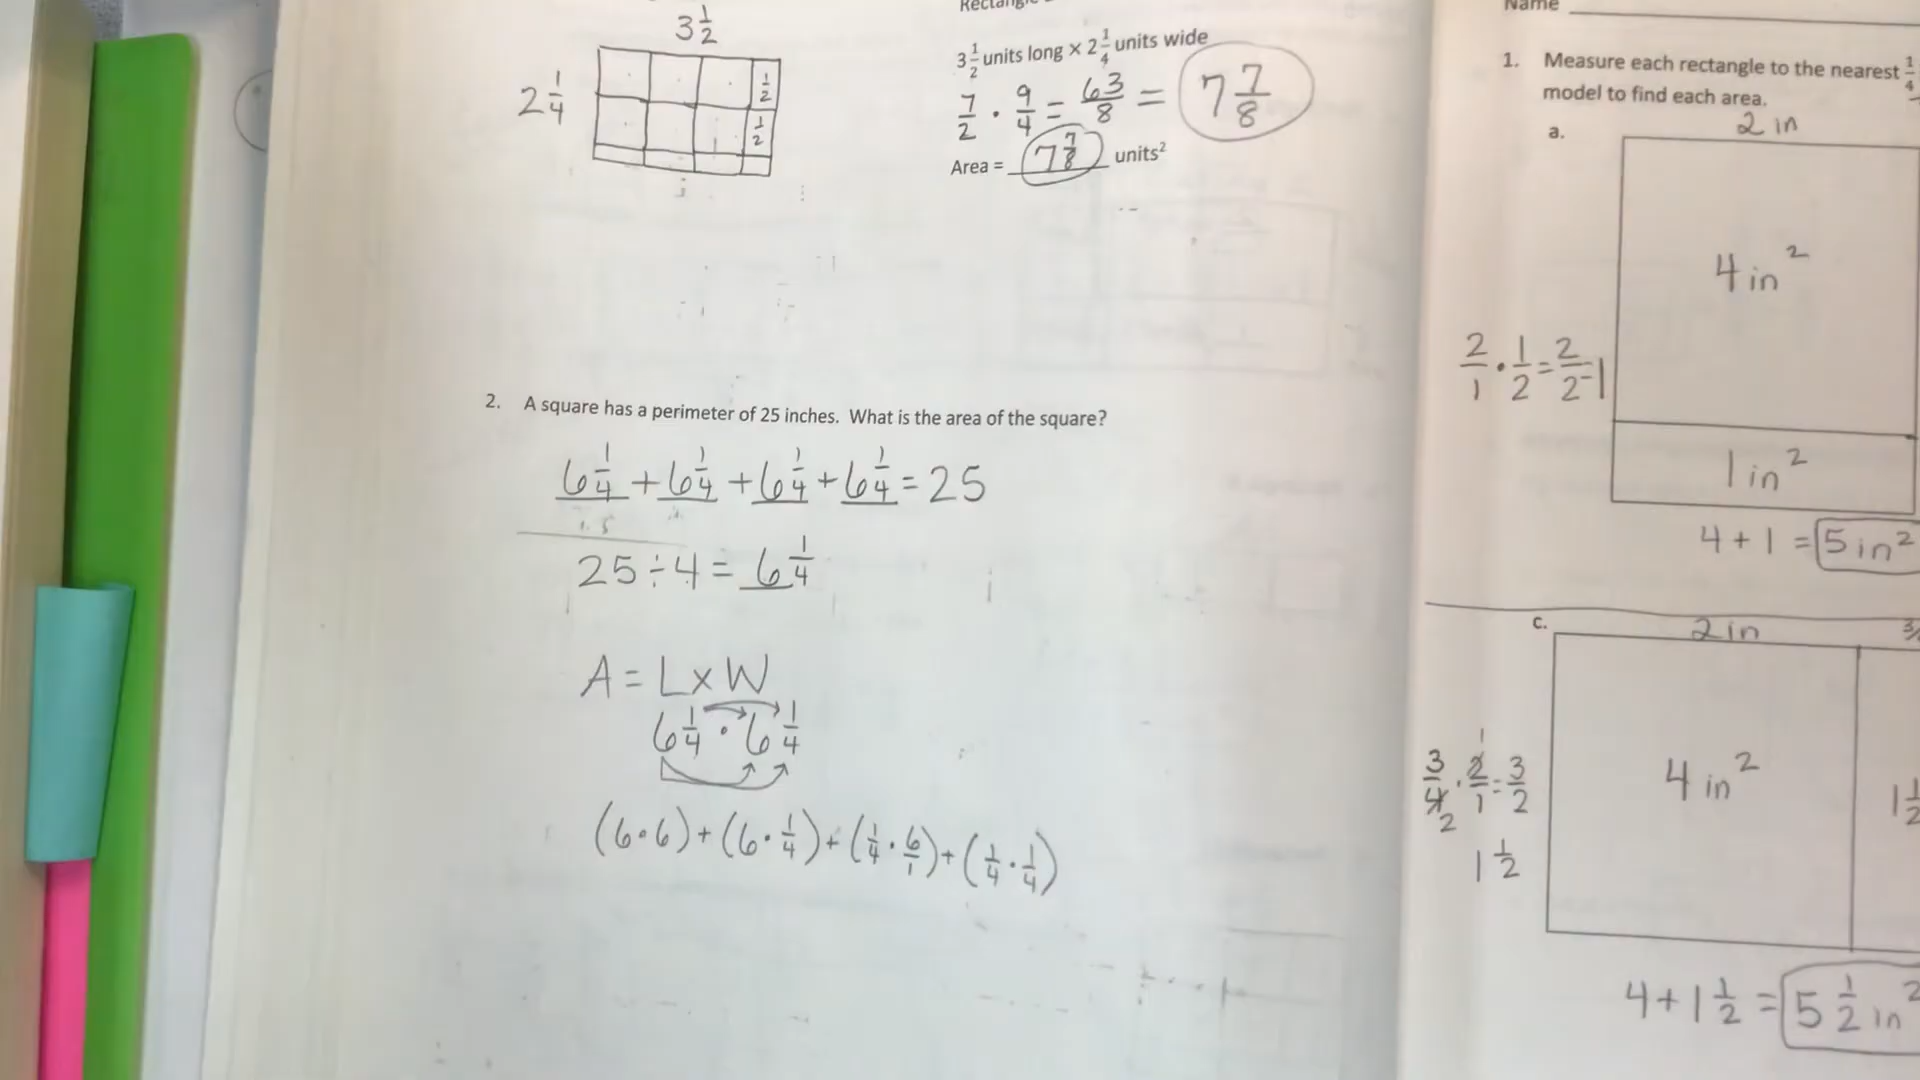 3 1/2
2 1/4
1/2
1/2
3 1/2 units long × 2 1/4 units wide
7/2 · 9/4 = 63/8 = 7 7/8
Area = 7 7/8 units²
2. A square has a perimeter of 25 inches. What is the area of the square?
6 1/4 + 6 1/4 + 6 1/4 + 6 1/4 = 25
25 ÷ 4 = 6 1/4
A = L x W
6 1/4 · 6 1/4
(6 · 6) + (6 · 1/4) + (1/4 · 6/1) + (1/4 · 1/4)
Name
1. Measure each rectangle to the nearest 1/4
model to find each area.
a.
2 in
4 in²
2/1 · 1/2 = 2/2 = 1
1 in²
4 + 1 = 5 in²
c.
2 in
3/4 · 2/1 = 3/2
2
1
4 in²
1 1/2
1 1/2
4 + 1 1/2 = 5 1/2 in²